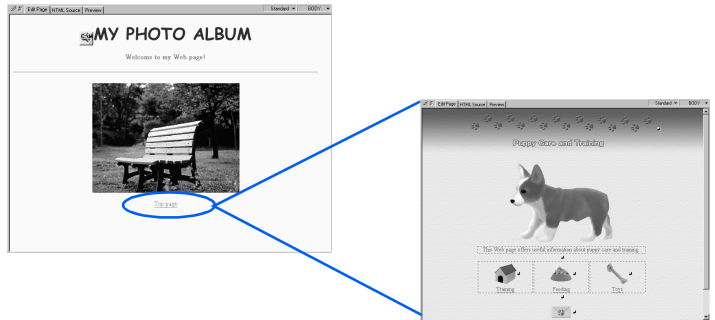 Edit Page HTML Source Preview Standard BODY
MY PHOTO ALBUM
Welcome to my Web page!
Top page
Edit Page HTML Source Preview Standard BODY
Puppy Care and Training
This Web page offers useful information about puppy care and training.
Training Feeding Toys